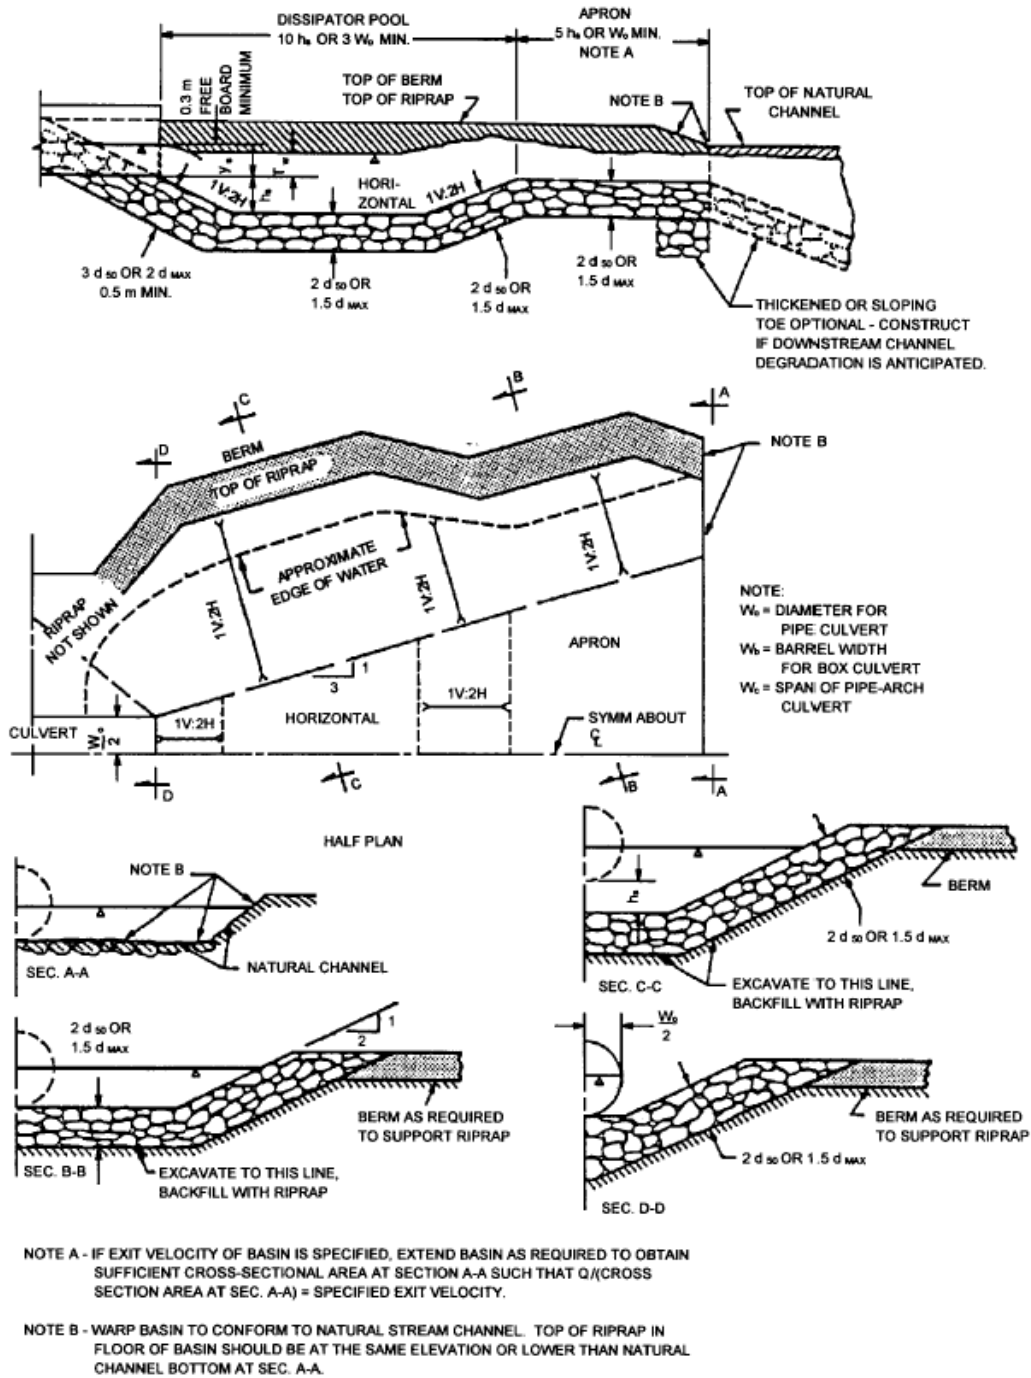 DISSIPATOR POOL
10 hₛ OR 3 Wₒ MIN.
APRON
5 hₛ OR Wₒ MIN.
NOTE A
0.3 m
FREE
BOARD
MINIMUM
TOP OF BERM
TOP OF RIPRAP
NOTE B
TOP OF NATURAL
CHANNEL
1V:2H
HORI-
ZONTAL
1V:2H
3 d 50 OR 2 d MAX
0.5 m MIN.
2 d 50 OR
1.5 d MAX
2 d 50 OR
1.5 d MAX
2 d 50 OR
1.5 d MAX
THICKENED OR SLOPING
TOE OPTIONAL - CONSTRUCT
IF DOWNSTREAM CHANNEL
DEGRADATION IS ANTICIPATED.
D
C
B
A
BERM
TOP OF RIPRAP
NOTE B
RIPRAP
NOT SHOWN
APPROXIMATE
EDGE OF WATER
1V:2H
1V:2H
1V:2H
1
3
APRON
NOTE:
Wₒ = DIAMETER FOR
PIPE CULVERT
W_b = BARREL WIDTH
FOR BOX CULVERT
W_c = SPAN OF PIPE-ARCH
CULVERT
CULVERT
Wₒ
2
1V:2H
HORIZONTAL
1V:2H
SYMM ABOUT
℄
D
C
B
A
HALF PLAN
NOTE B
NATURAL CHANNEL
SEC. A-A
hₛ
BERM
2 d 50 OR 1.5 d MAX
SEC. C-C
EXCAVATE TO THIS LINE,
BACKFILL WITH RIPRAP
2 d 50 OR
1.5 d MAX
1
2
BERM AS REQUIRED
TO SUPPORT RIPRAP
SEC. B-B
EXCAVATE TO THIS LINE,
BACKFILL WITH RIPRAP
Wₒ
2
BERM AS REQUIRED
TO SUPPORT RIPRAP
2 d 50 OR 1.5 d MAX
SEC. D-D
NOTE A - IF EXIT VELOCITY OF BASIN IS SPECIFIED, EXTEND BASIN AS REQUIRED TO OBTAIN
SUFFICIENT CROSS-SECTIONAL AREA AT SECTION A-A SUCH THAT Q/(CROSS
SECTION AREA AT SEC. A-A) = SPECIFIED EXIT VELOCITY.
NOTE B - WARP BASIN TO CONFORM TO NATURAL STREAM CHANNEL. TOP OF RIPRAP IN
FLOOR OF BASIN SHOULD BE AT THE SAME ELEVATION OR LOWER THAN NATURAL
CHANNEL BOTTOM AT SEC. A-A.